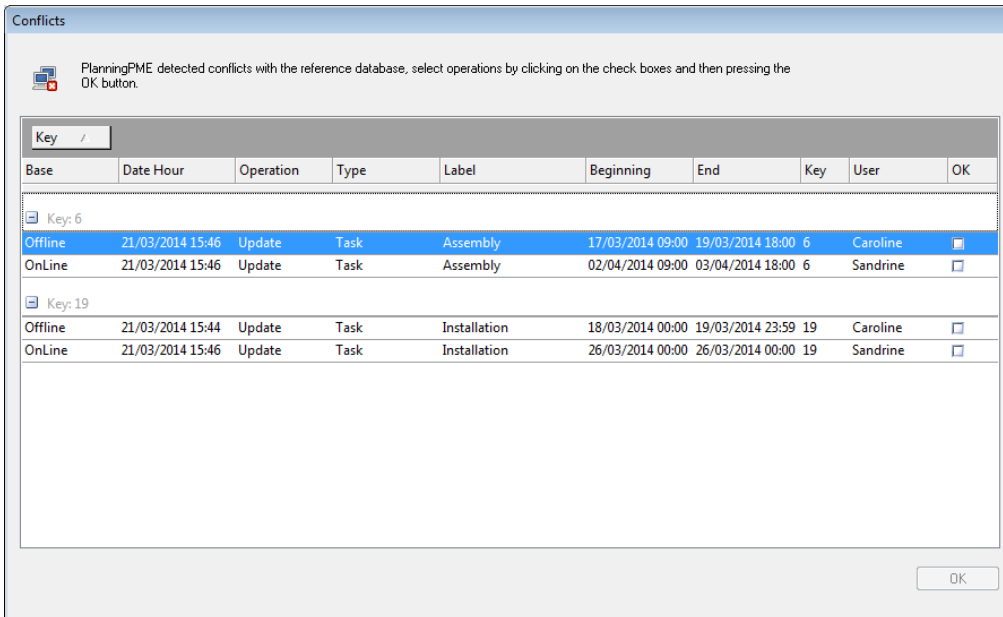 Conflicts
PlanningPME detected conflicts with the reference database, select operations by clicking on the check boxes and then pressing the
OK button.
Key
Base Date Hour Operation Type Label Beginning End Key User OK
Key: 6
Offline 21/03/2014 15:46 Update Task Assembly 17/03/2014 09:00 19/03/2014 18:00 6 Caroline
OnLine 21/03/2014 15:46 Update Task Assembly 02/04/2014 09:00 03/04/2014 18:00 6 Sandrine
Key: 19
Offline 21/03/2014 15:44 Update Task Installation 18/03/2014 00:00 19/03/2014 23:59 19 Caroline
OnLine 21/03/2014 15:46 Update Task Installation 26/03/2014 00:00 26/03/2014 00:00 19 Sandrine
OK